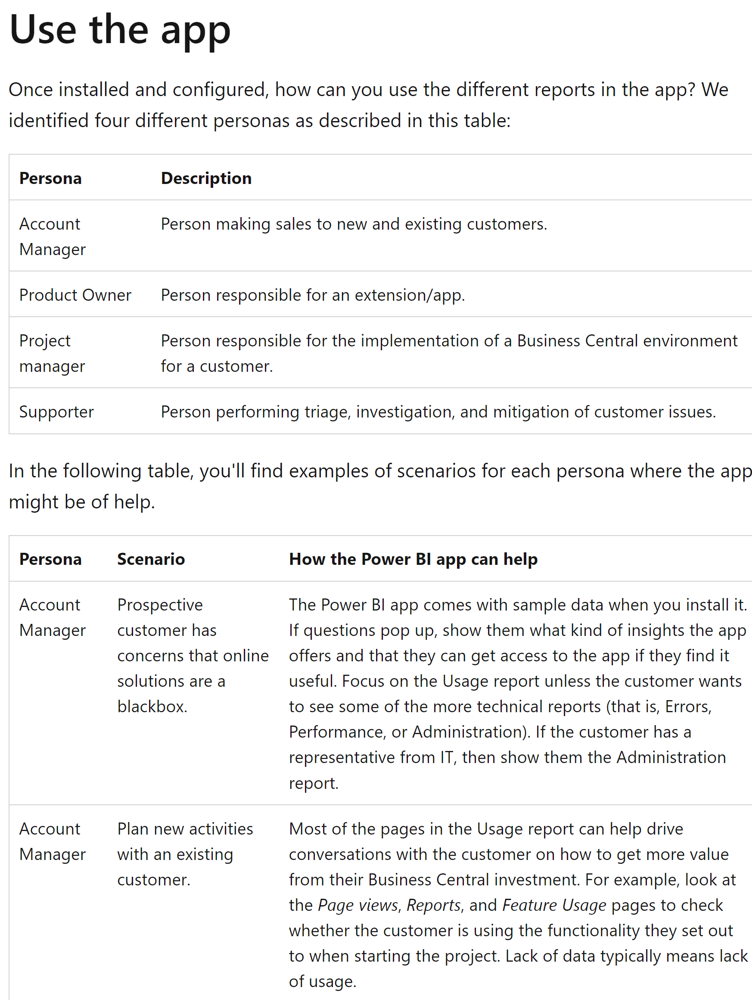 Use the app
Once installed and configured, how can you use the different reports in the app? We
identified four different personas as described in this table:
Persona Description
Account Person making sales to new and existing customers.
Manager
Product Owner Person responsible for an extension/app.
Project Person responsible for the implementation of a Business Central environment
manager for a customer.
Supporter Person performing triage, investigation, and mitigation of customer issues.
In the following table, you'll find examples of scenarios for each persona where the app
might be of help.
Persona Scenario How the Power BI app can help
Account Prospective The Power BI app comes with sample data when you install it.
Manager customer has If questions pop up, show them what kind of insights the app
concerns that online offers and that they can get access to the app if they find it
solutions are a useful. Focus on the Usage report unless the customer wants
blackbox. to see some of the more technical reports (that is, Errors,
Performance, or Administration). If the customer has a
representative from IT, then show them the Administration
report.
Account Plan new activities Most of the pages in the Usage report can help drive
Manager with an existing conversations with the customer on how to get more value
customer. from their Business Central investment. For example, look at
the Page views, Reports, and Feature Usage pages to check
whether the customer is using the functionality they set out
to when starting the project. Lack of data typically means lack
of usage.